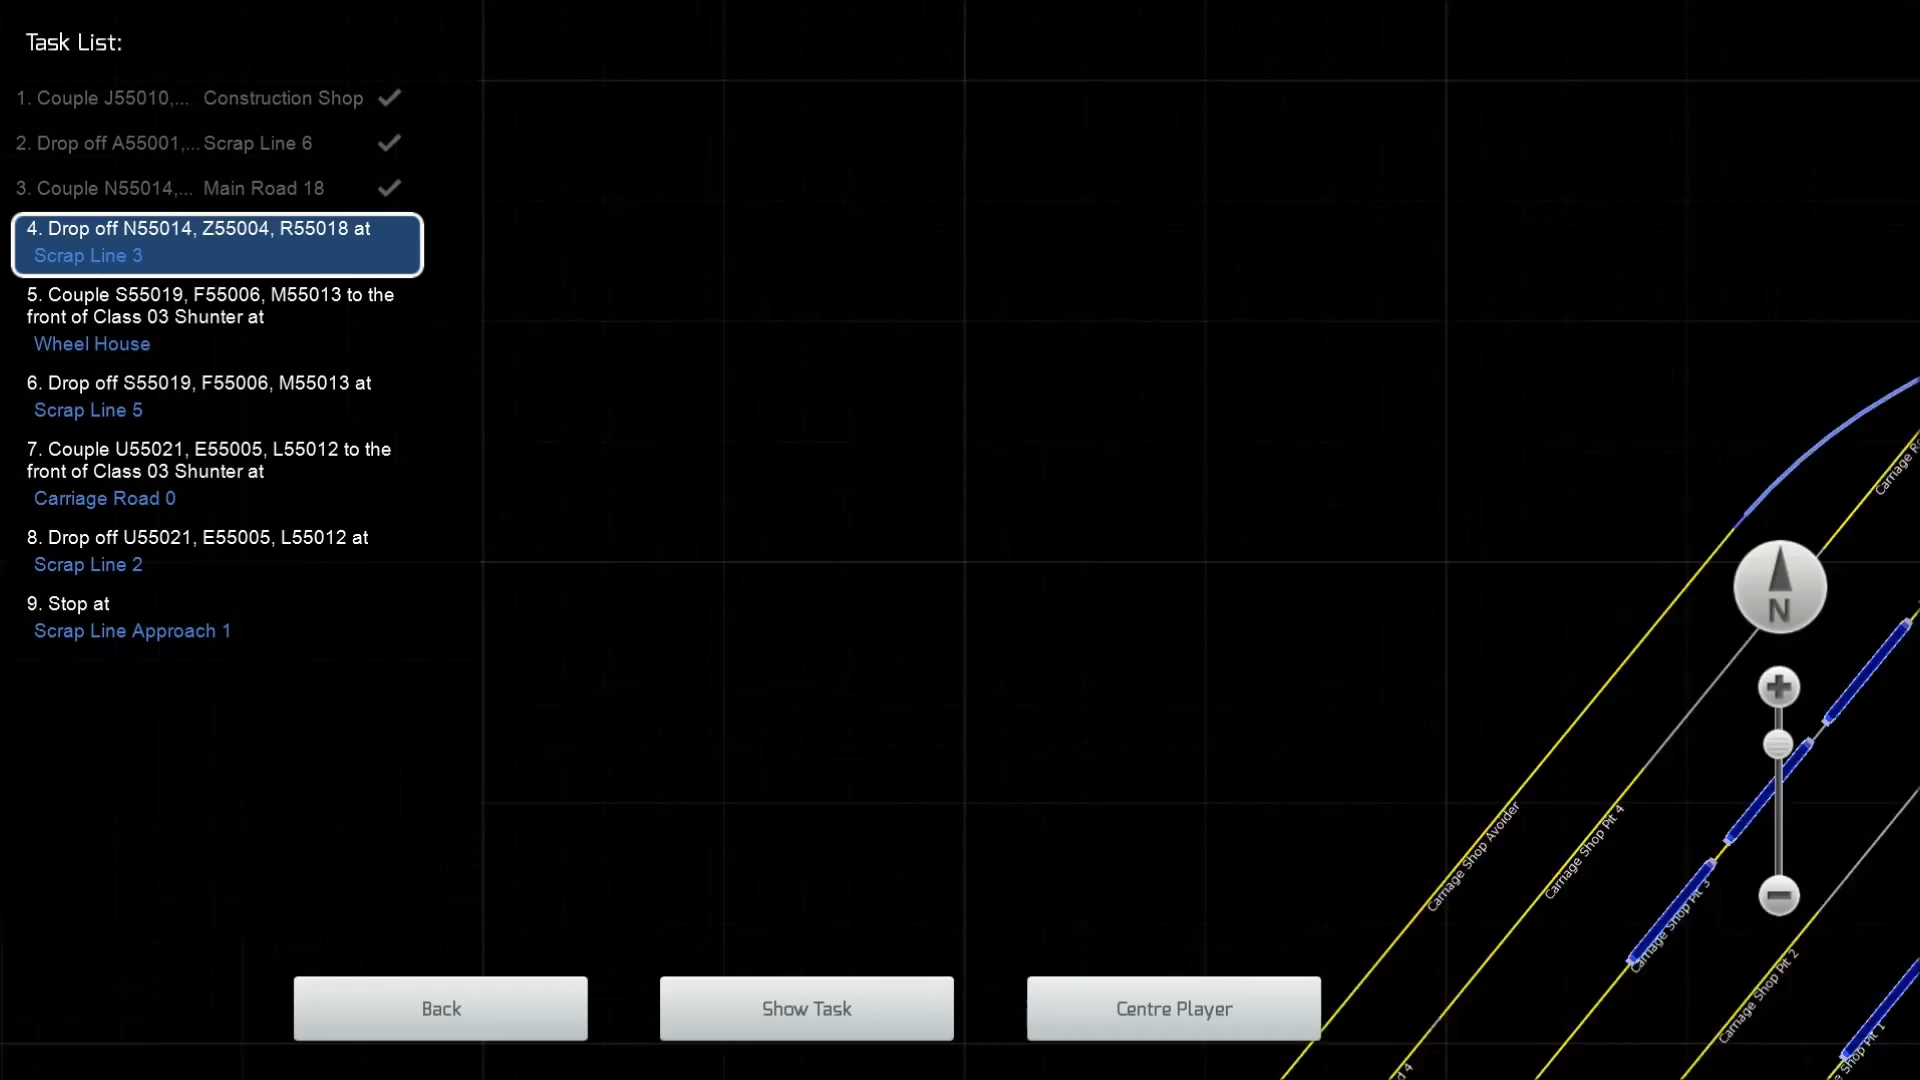 Task List:
1. Couple J55010,... Construction Shop
2. Drop off A55001,... Scrap Line 6
3. Couple N55014,... Main Road 18
4. Drop off N55014, Z55004, R55018 at
Scrap Line 3
5. Couple S55019, F55006, M55013 to the
front of Class 03 Shunter at
Wheel House
6. Drop off S55019, F55006, M55013 at
Scrap Line 5
7. Couple U55021, E55005, L55012 to the
front of Class 03 Shunter at
Carriage Road 0
8. Drop off U55021, E55005, L55012 at
Scrap Line 2
9. Stop at
Scrap Line Approach 1
N
Carriage Shop Avoider
Carriage Shop Pit 4
Carriage Shop Pit 3
Carriage Shop Pit 2
Shop Pit 1
Back
Show Task
Centre Player